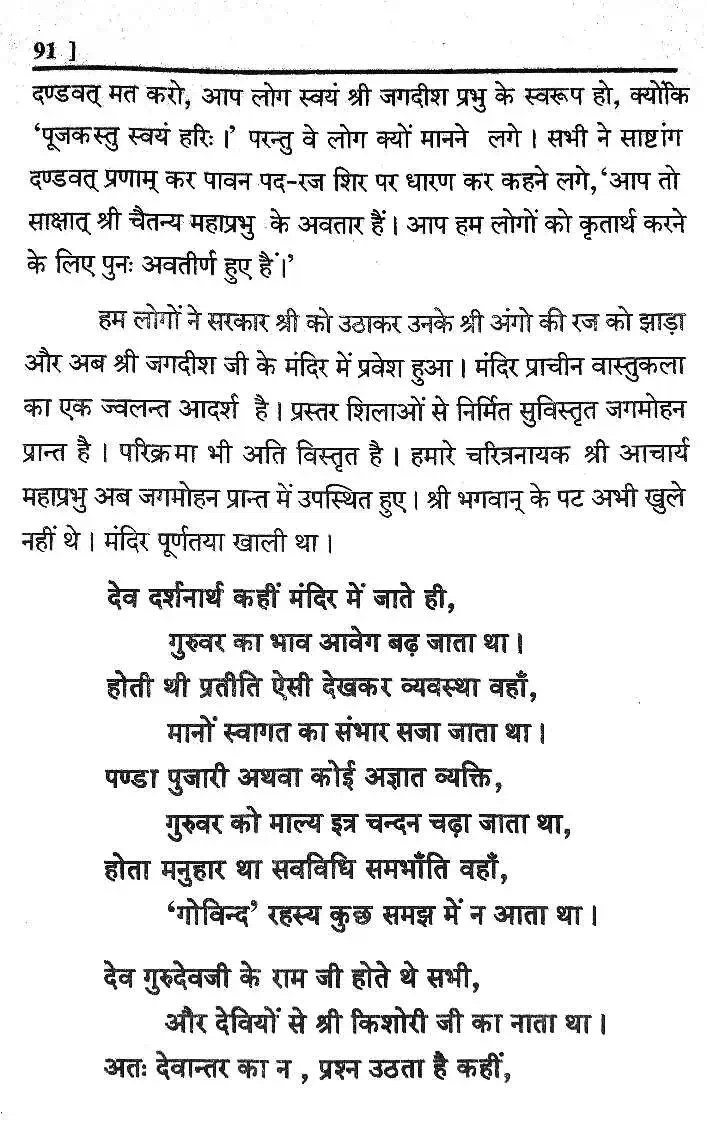 91 ]
दण्डवत् मत करो, आप लोग स्वयं श्री जगदीश प्रभु के स्वरूप हो, क्योंकि
‘पूजकस्तु स्वयं हरिः।’ परन्तु वे लोग क्यों मानने लगे। सभी ने साष्टांग
दण्डवत् प्रणाम् कर पावन पद-रज शिर पर धारण कर कहने लगे,‘आप तो
साक्षात् श्री चैतन्य महाप्रभु के अवतार हैं। आप हम लोगों को कृतार्थ करने
के लिए पुनः अवतीर्ण हुए हैं।’
हम लोगों ने सरकार श्री को उठाकर उनके श्री अंगो की रज को झाड़ा
और अब श्री जगदीश जी के मंदिर में प्रवेश हुआ। मंदिर प्राचीन वास्तुकला
का एक ज्वलन्त आदर्श है। प्रस्तर शिलाओं से निर्मित सुविस्तृत जगमोहन
प्रान्त है। परिक्रमा भी अति विस्तृत है। हमारे चरित्रनायक श्री आचार्य
महाप्रभु अब जगमोहन प्रान्त में उपस्थित हुए। श्री भगवान् के पट अभी खुले
नहीं थे। मंदिर पूर्णतया खाली था।
देव दर्शनार्थ कहीं मंदिर में जाते ही,
गुरुवर का भाव आवेग बढ़ जाता था।
होती थी प्रतीति ऐसी देखकर व्यवस्था वहाँ,
मानों स्वागत का संभार सजा जाता था।
पण्डा पुजारी अथवा कोई अज्ञात व्यक्ति,
गुरुवर को माल्य इत्र चन्दन चढ़ा जाता था,
होता मनुहार था सवविधि समभाँति वहाँ,
‘गोविन्द’ रहस्य कुछ समझ में न आता था।
देव गुरुदेवजी के राम जी होते थे सभी,
और देवियों से श्री किशोरी जी का नाता था।
अतः देवान्तर का न , प्रश्न उठता है कहीं,